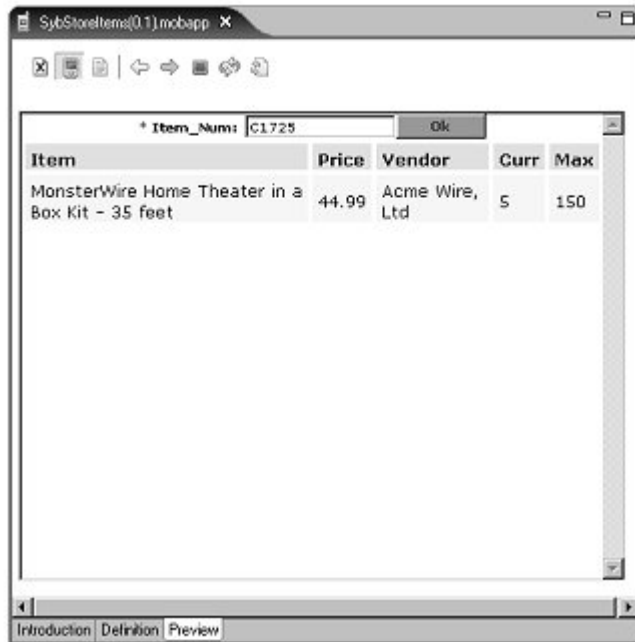 SybStoreItems(0.1).mobapp
* Item_Num: C1725 Ok
Item Price Vendor Curr Max
MonsterWire Home Theater in a Box Kit - 35 feet 44.99 Acme Wire, Ltd 5 150
Introduction Definition Preview